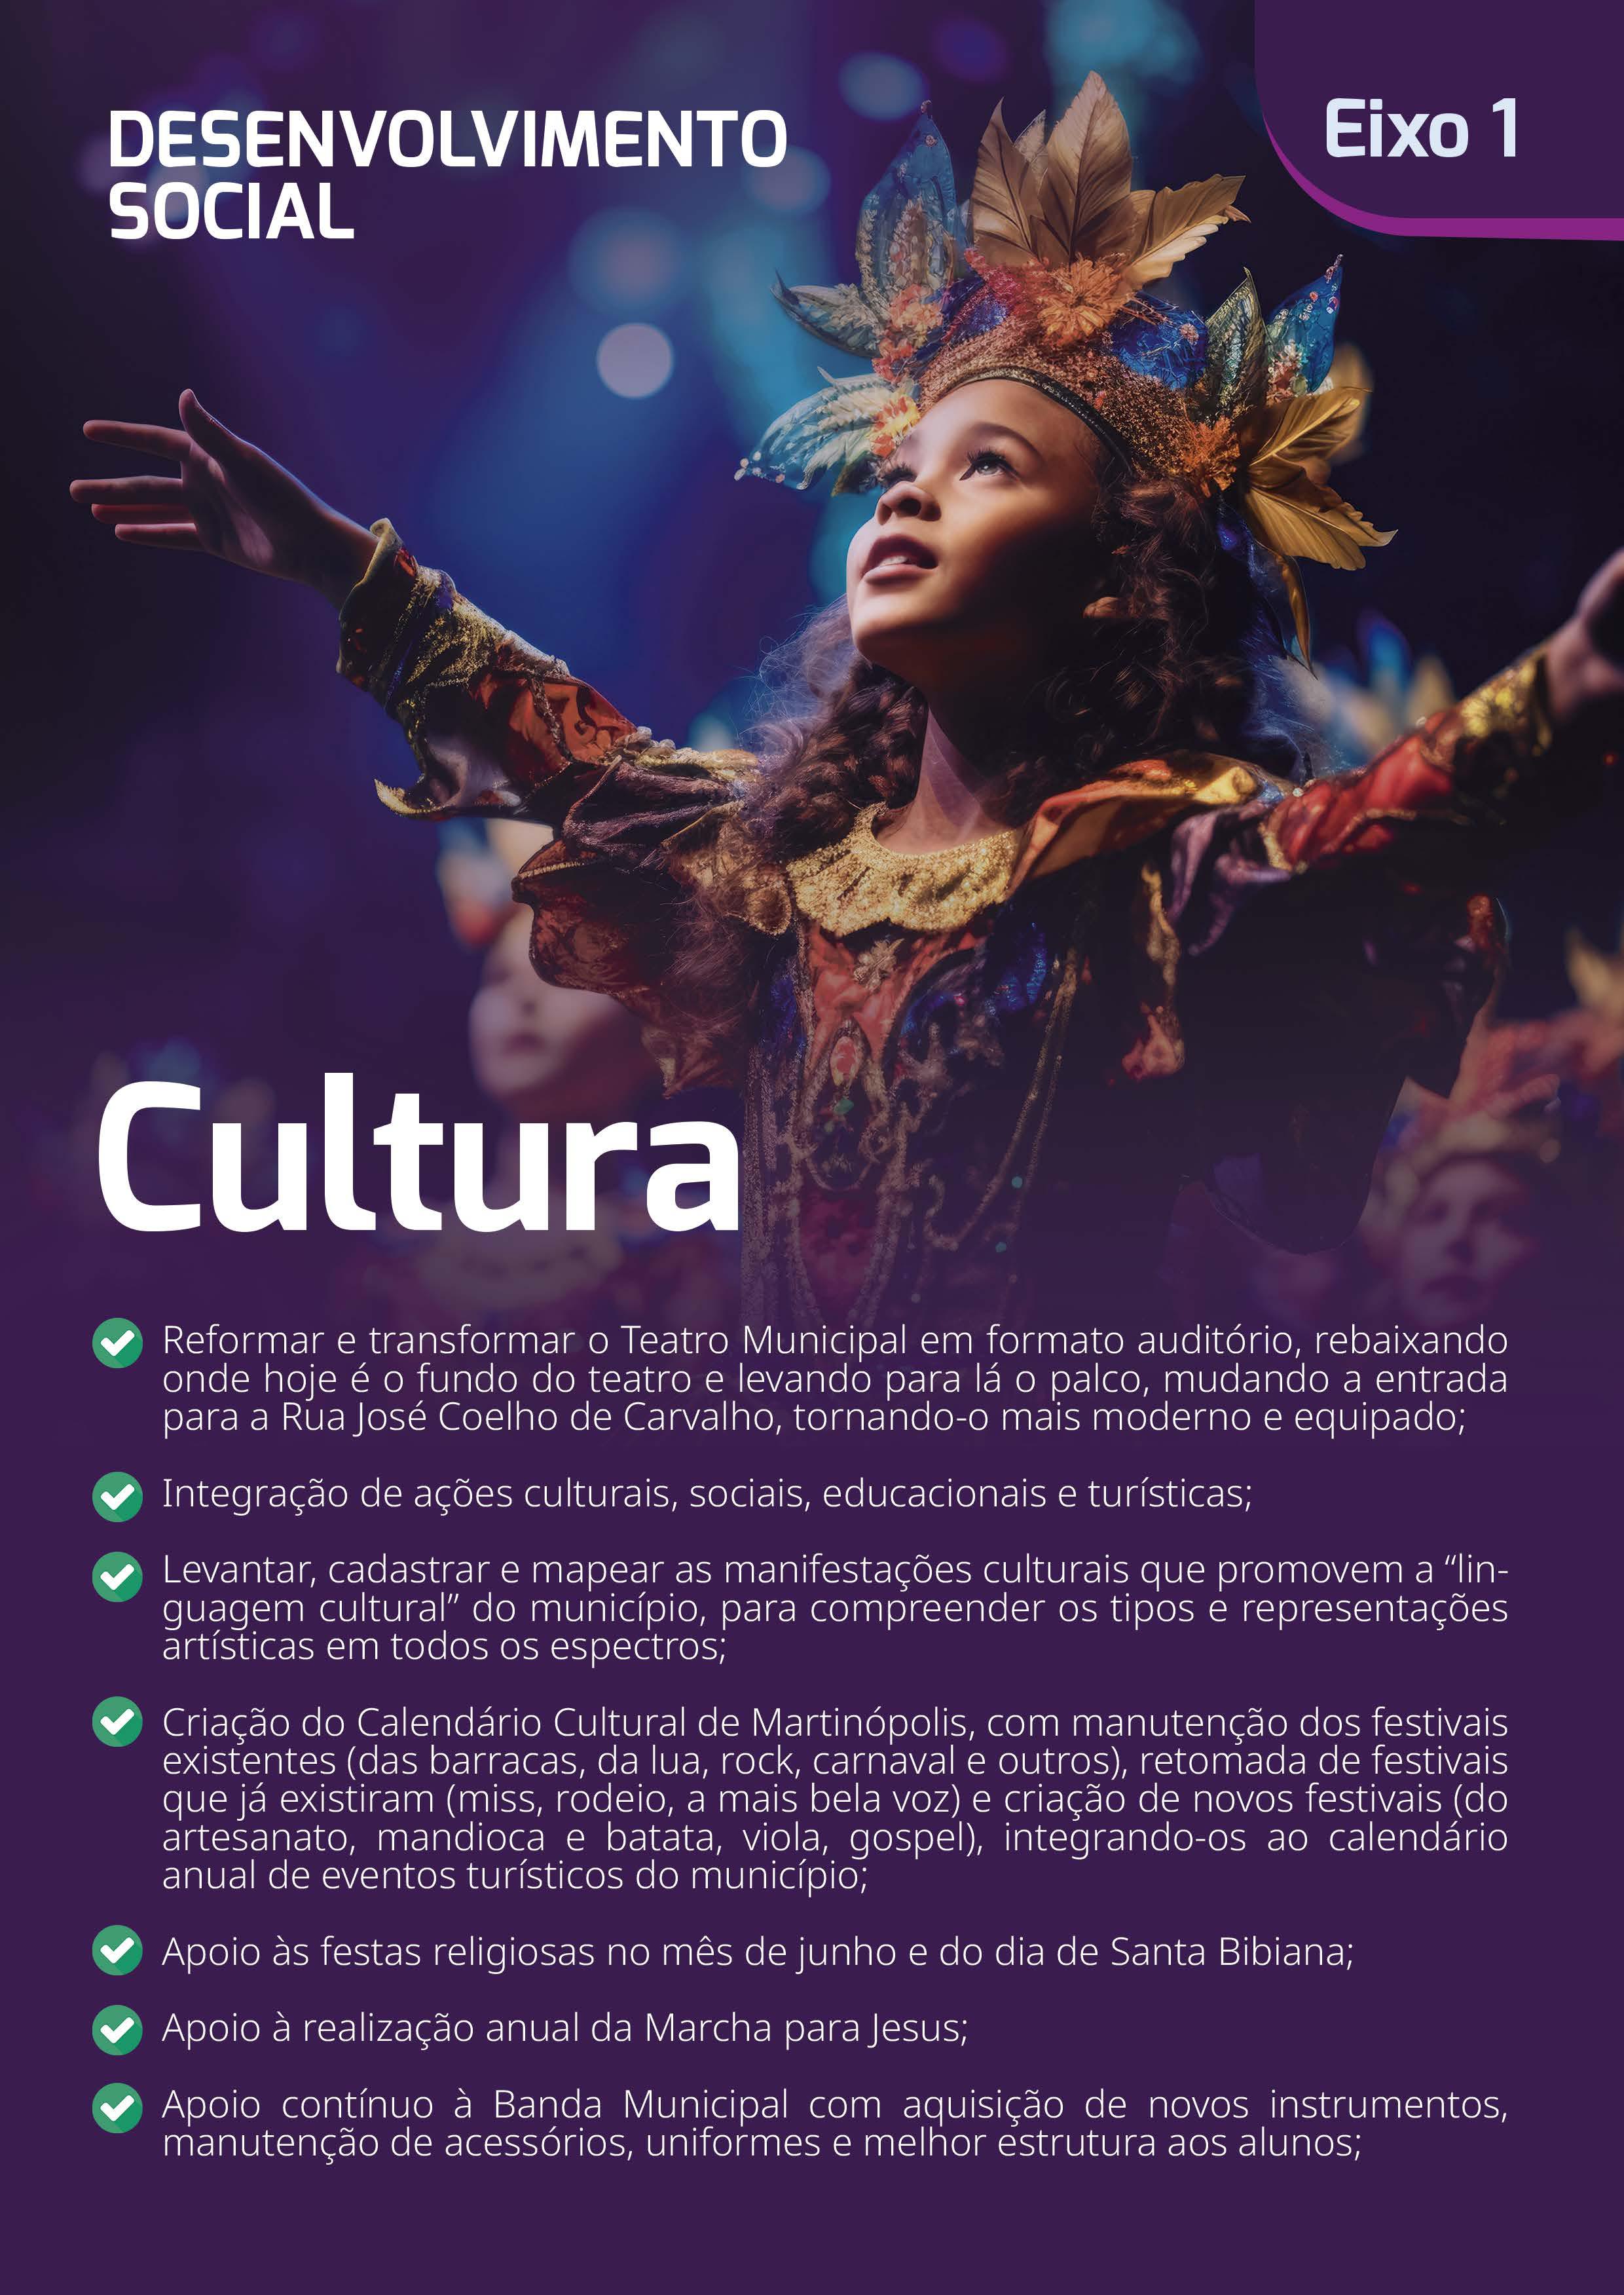 DESENVOLVIMENTO
SOCIAL
Eixo 1
Cultura
Reformar e transformar o Teatro Municipal em formato auditório, rebaixando
onde hoje é o fundo do teatro e levando para lá o palco, mudando a entrada
para a Rua José Coelho de Carvalho, tornando-o mais moderno e equipado;
Integração de ações culturais, sociais, educacionais e turísticas;
Levantar, cadastrar e mapear as manifestações culturais que promovem a “lin-
guagem cultural” do município, para compreender os tipos e representações
artísticas em todos os espectros;
Criação do Calendário Cultural de Martinópolis, com manutenção dos festivais
existentes (das barracas, da lua, rock, carnaval e outros), retomada de festivais
que já existiram (miss, rodeio, a mais bela voz) e criação de novos festivais (do
artesanato, mandioca e batata, viola, gospel), integrando-os ao calendário
anual de eventos turísticos do município;
Apoio às festas religiosas no mês de junho e do dia de Santa Bibiana;
Apoio à realização anual da Marcha para Jesus;
Apoio contínuo à Banda Municipal com aquisição de novos instrumentos,
manutenção de acessórios, uniformes e melhor estrutura aos alunos;